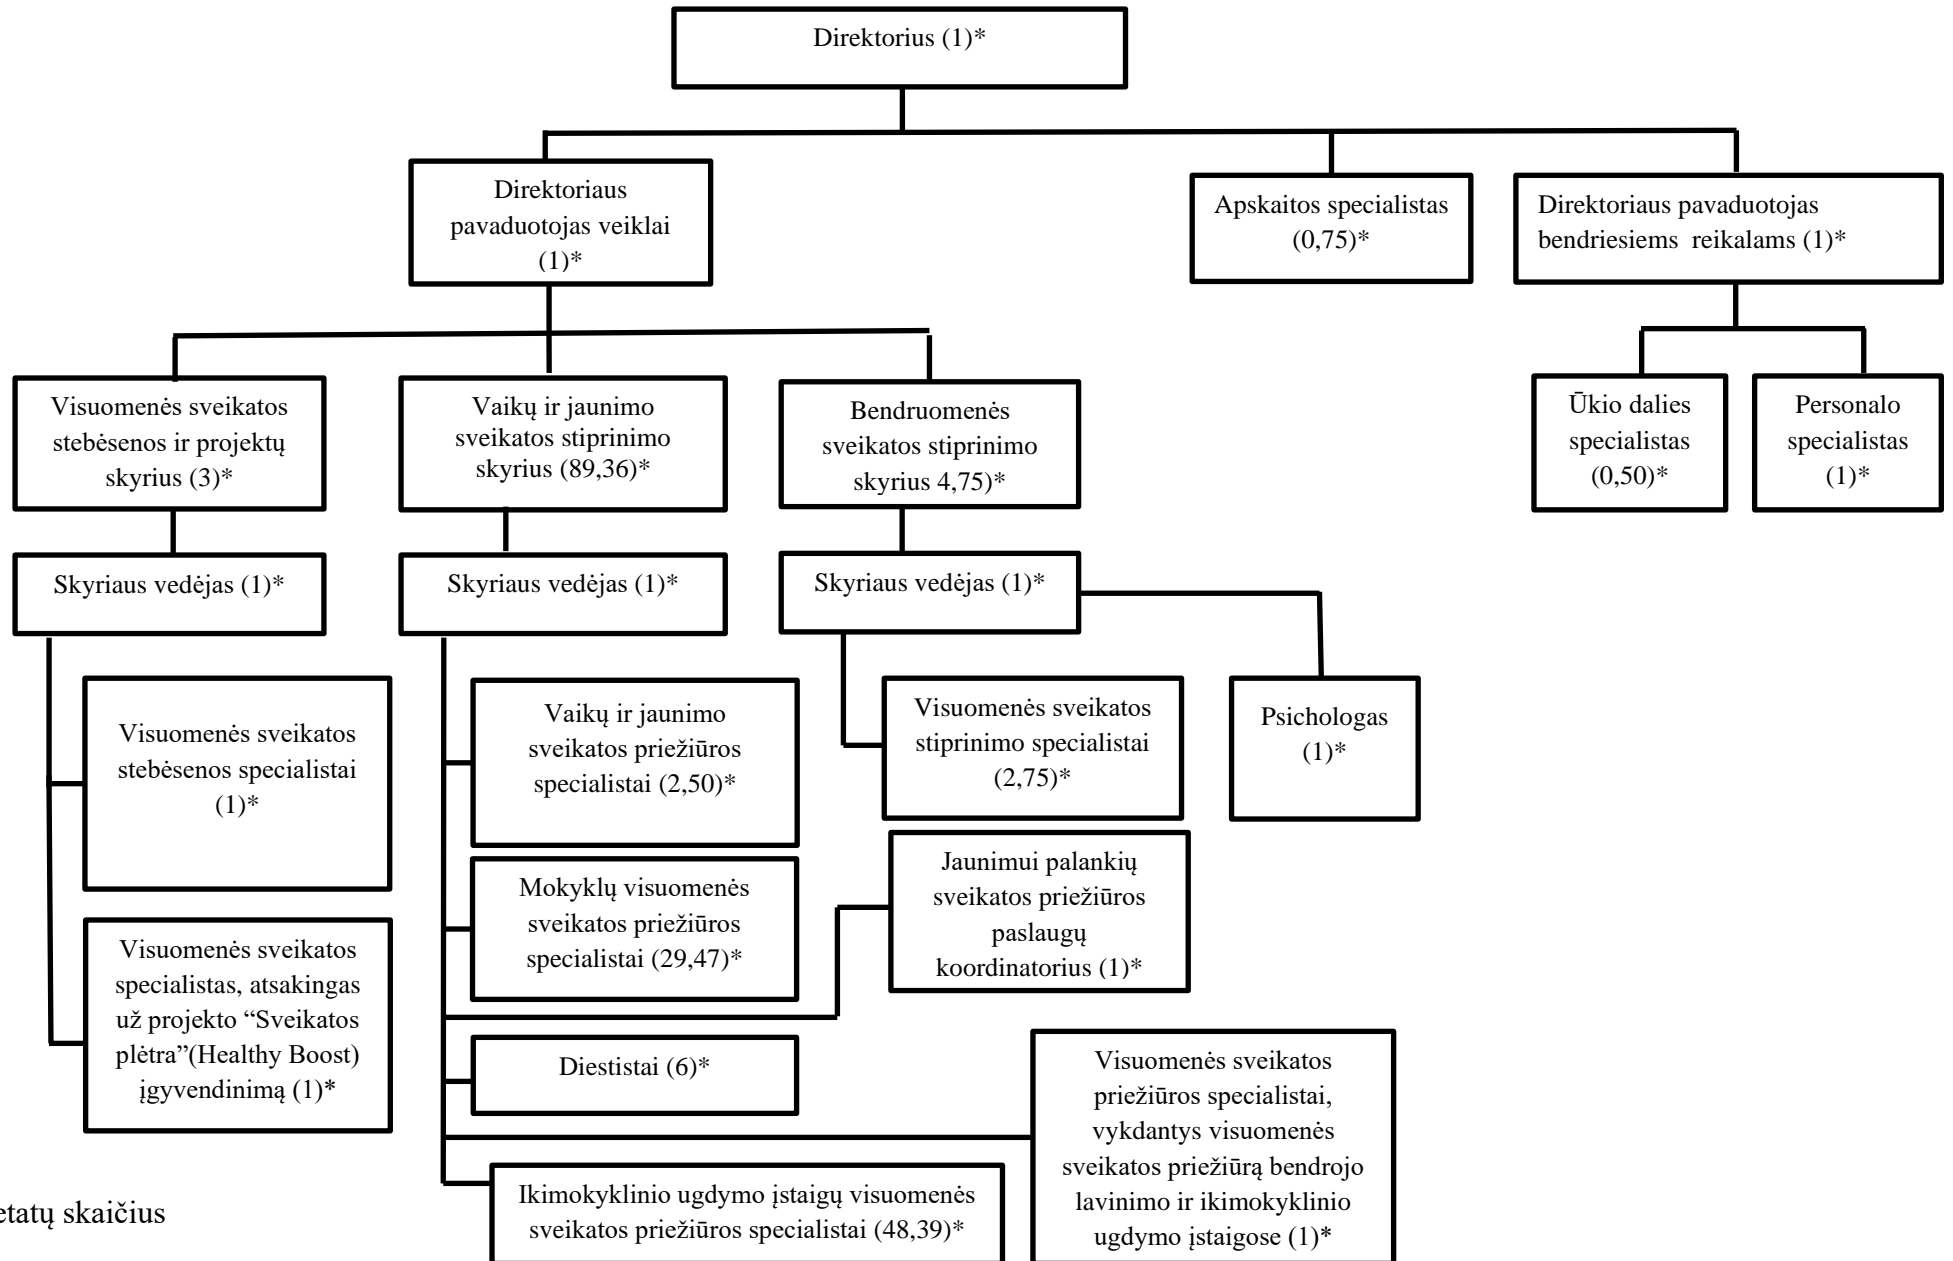 Direktorius (1)*
Direktoriaus
pavaduotojas veiklai
(1)*
Apskaitos specialistas
(0,75)*
Direktoriaus pavaduotojas
bendriesiems reikalams (1)*
Visuomenės sveikatos
stebėsenos ir projektų
skyrius (3)*
Vaikų ir jaunimo
sveikatos stiprinimo
skyrius (89,36)*
Bendruomenės
sveikatos stiprinimo
skyrius 4,75)*
Ūkio dalies
specialistas
(0,50)*
Personalo
specialistas
(1)*
Skyriaus vedėjas (1)*
Skyriaus vedėjas (1)*
Skyriaus vedėjas (1)*
Visuomenės sveikatos
stebėsenos specialistai
(1)*
Vaikų ir jaunimo
sveikatos priežiūros
specialistai (2,50)*
Visuomenės sveikatos
stiprinimo specialistai
(2,75)*
Psichologas
(1)*
Mokyklų visuomenės
sveikatos priežiūros
specialistai (29,47)*
Jaunimui palankių
sveikatos priežiūros
paslaugų
koordinatorius (1)*
Visuomenės sveikatos
specialistas, atsakingas
už projekto “Sveikatos
plėtra”(Healthy Boost)
įgyvendinimą (1)*
Diestistai (6)*
Visuomenės sveikatos
priežiūros specialistai,
vykdantys visuomenės
sveikatos priežiūrą bendrojo
lavinimo ir ikimokyklinio
ugdymo įstaigose (1)*
Ikimokyklinio ugdymo įstaigų visuomenės
sveikatos priežiūros specialistai (48,39)*
etatų skaičius